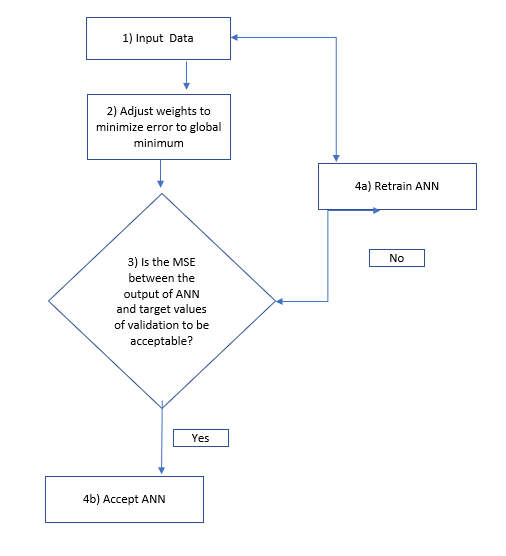 1) Input  Data
2) Adjust weights to
minimize error to global
minimum
4a) Retrain ANN
No
3) Is the MSE
between the
output of ANN
and target values
of validation to be
acceptable?
Yes
4b) Accept ANN